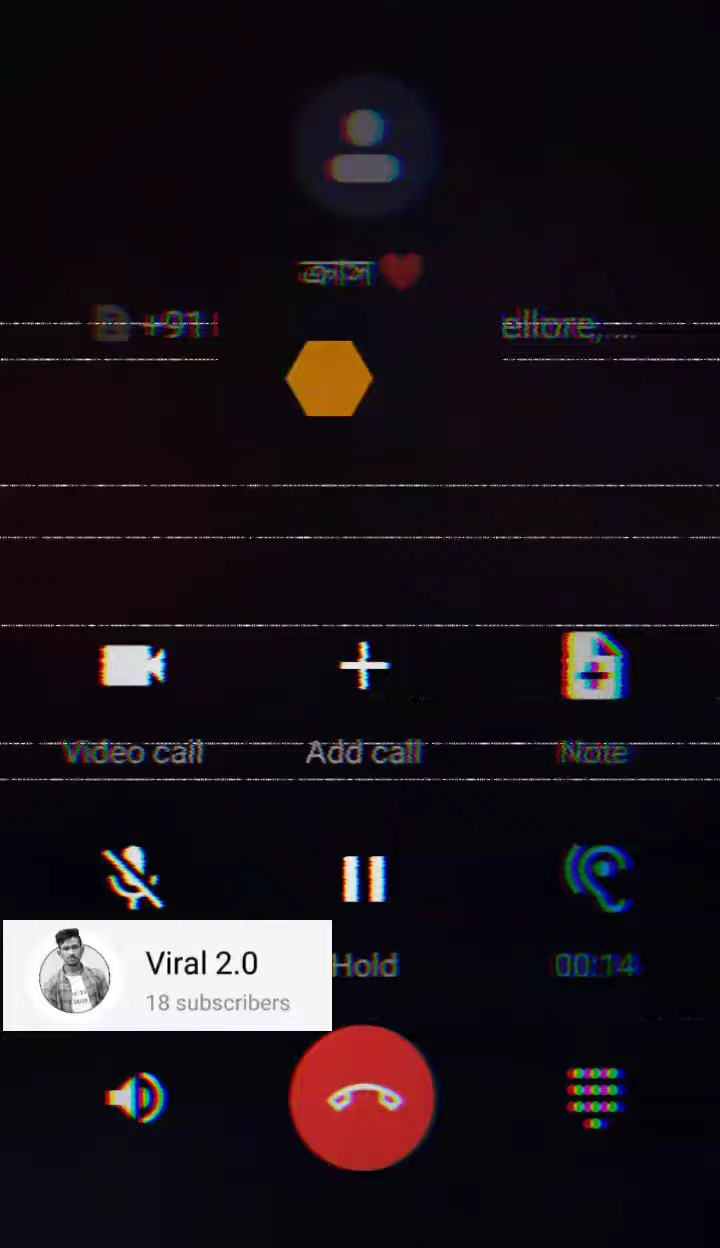 ক্রাশ ❤
+91 ellore, ...
Video call Add call Note
Hold 00:14
Viral 2.0
18 subscribers